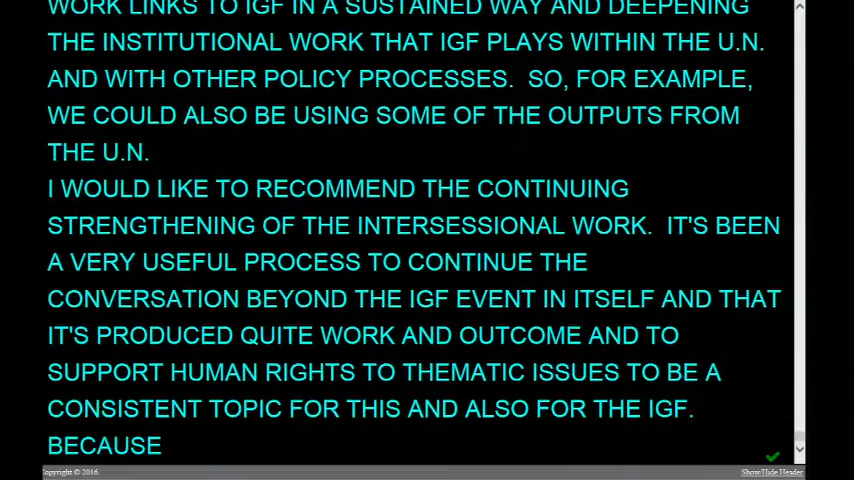 WORK LINKS TO IGF IN A SUSTAINED WAY AND DEEPENING
THE INSTITUTIONAL WORK THAT IGF PLAYS WITHIN THE U.N.
AND WITH OTHER POLICY PROCESSES. SO, FOR EXAMPLE,
WE COULD ALSO BE USING SOME OF THE OUTPUTS FROM
THE U.N.
I WOULD LIKE TO RECOMMEND THE CONTINUING
STRENGTHENING OF THE INTERSESSIONAL WORK. IT'S BEEN
A VERY USEFUL PROCESS TO CONTINUE THE
CONVERSATION BEYOND THE IGF EVENT IN ITSELF AND THAT
IT'S PRODUCED QUITE WORK AND OUTCOME AND TO
SUPPORT HUMAN RIGHTS TO THEMATIC ISSUES TO BE A
CONSISTENT TOPIC FOR THIS AND ALSO FOR THE IGF.
BECAUSE
Copyright © 2016
Show/Hide Header